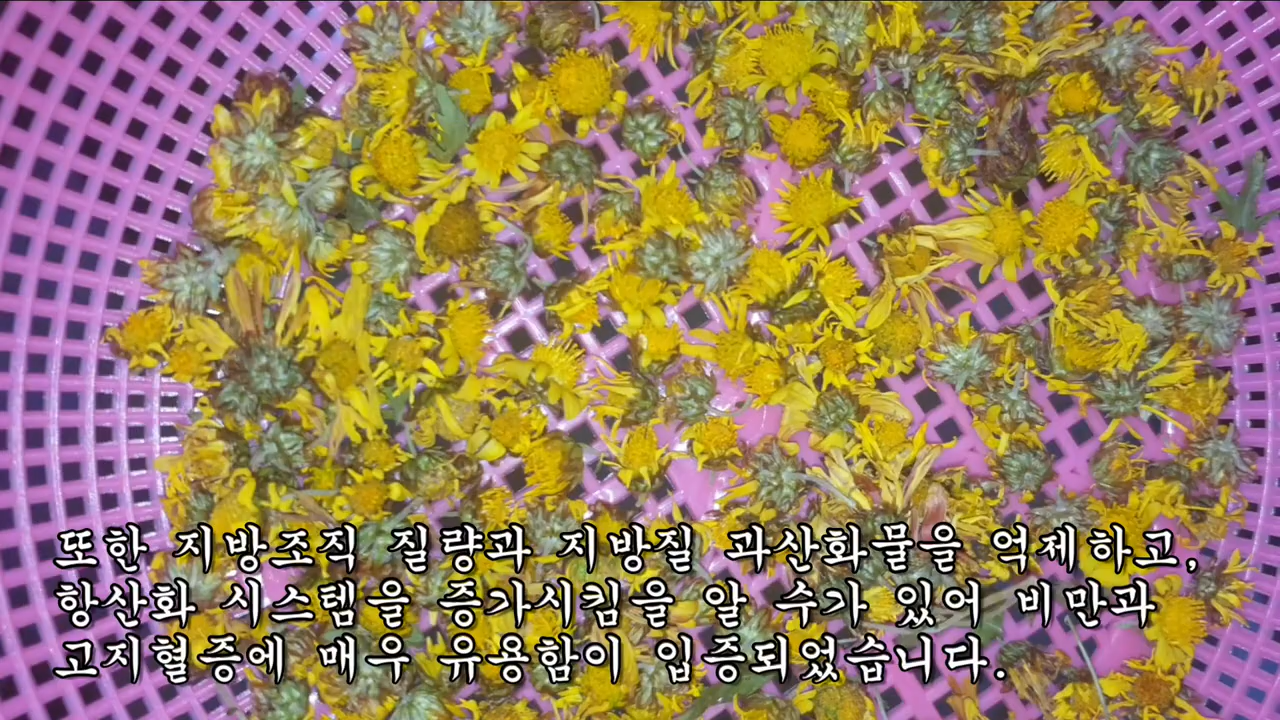 또한 지방조직 질량과 지방질 과산화물을 억제하고,
항산화 시스템을 증가시킴을 알 수가 있어 비만과
고지혈증에 매우 유용함이 입증되었습니다.